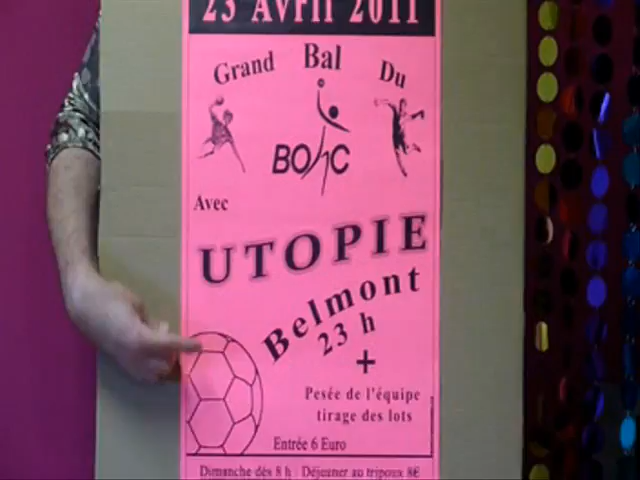 23 Avril 2011
Grand Bal Du
BOHC
Avec
UTOPIE
Belmont
23 h
+
Pesée de l'équipe
tirage des lots
Entrée 6 Euro
Dimanche dès 8 h Déjeuner au tripoux 8€